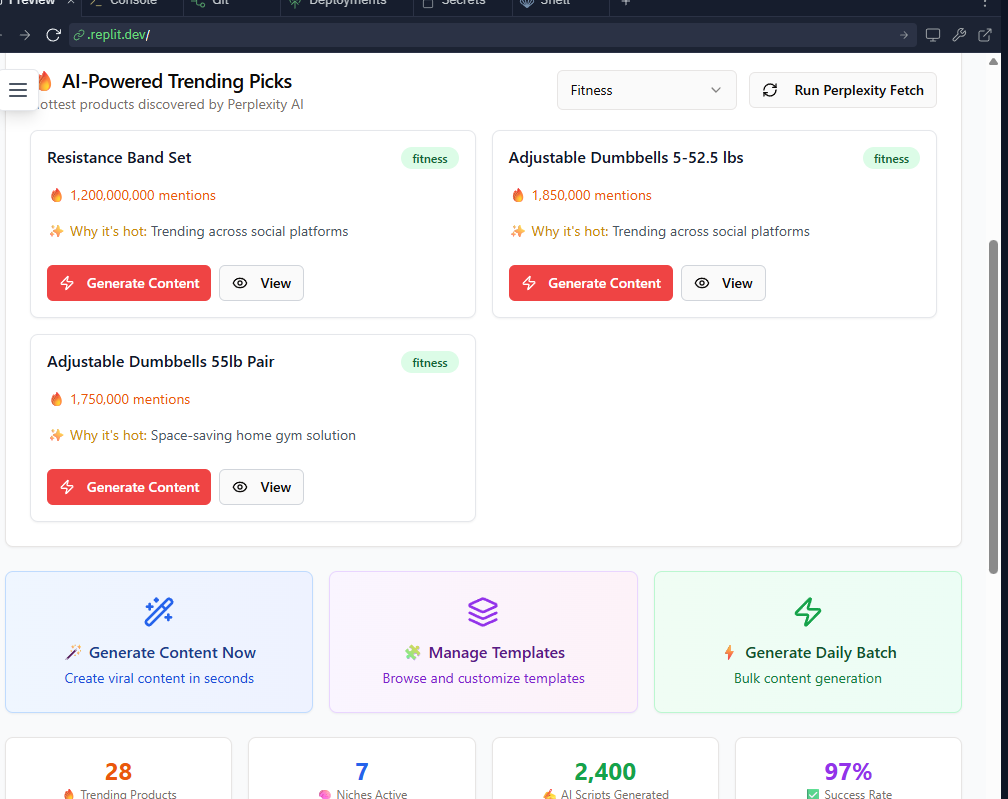 Preview
Console
Git
Deployments
Secrets
Shell
.replit.dev/
🔥 AI-Powered Trending Picks
ottest products discovered by Perplexity AI
Fitness
Run Perplexity Fetch
Resistance Band Set
fitness
🔥 1,200,000,000 mentions
✨ Why it's hot: Trending across social platforms
Generate Content
View
Adjustable Dumbbells 5-52.5 lbs
fitness
🔥 1,850,000 mentions
✨ Why it's hot: Trending across social platforms
Generate Content
View
Adjustable Dumbbells 55lb Pair
fitness
🔥 1,750,000 mentions
✨ Why it's hot: Space-saving home gym solution
Generate Content
View
🪄 Generate Content Now
Create viral content in seconds
🧩 Manage Templates
Browse and customize templates
⚡ Generate Daily Batch
Bulk content generation
28
🔥 Trending Products
7
🧠 Niches Active
2,400
✍️ AI Scripts Generated
97%
✅ Success Rate